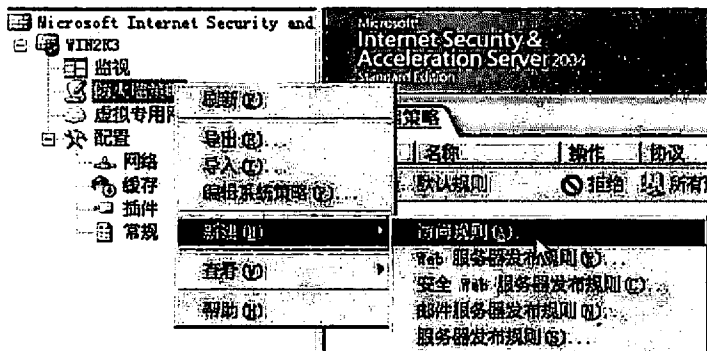 Microsoft Internet Security and
WIN2K3
监视
虚拟专用
配置
网络
缓存
插件
常规
刷新(R)
导出(E)...
导入(I)...
编辑系统策略(E)...
新建(N)
查看(V)
帮助(H)
Microsoft
Internet Security &
Acceleration Server 2004
Standard Edition
策略
名称 操作 协议
默认规则 拒绝 所有
访问规则(A)...
Web 服务器发布规则(W)...
安全 Web 服务器发布规则(C)...
邮件服务器发布规则(M)...
服务器发布规则(S)...